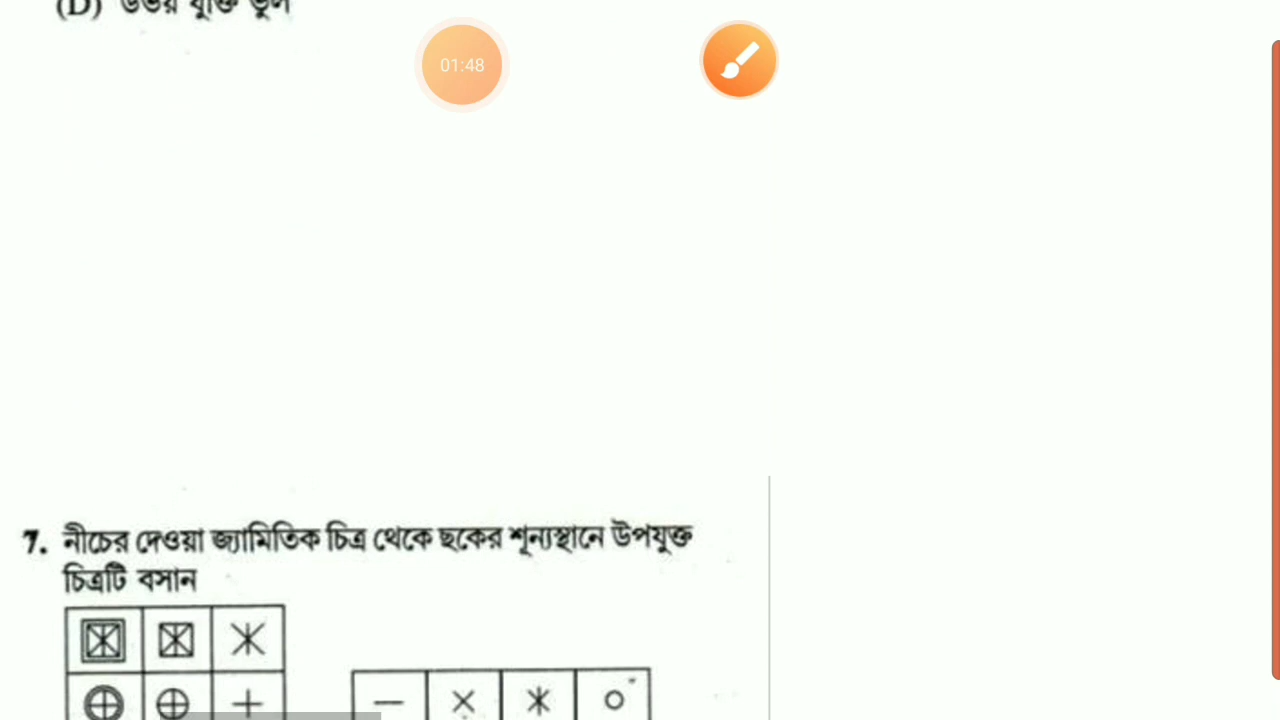 (D) উভয় যুক্তি ভুল
01:48
7. নীচের দেওয়া জ্যামিতিক চিত্র থেকে ছকের শূন্যস্থানে উপযুক্ত
চিত্রটি বসান